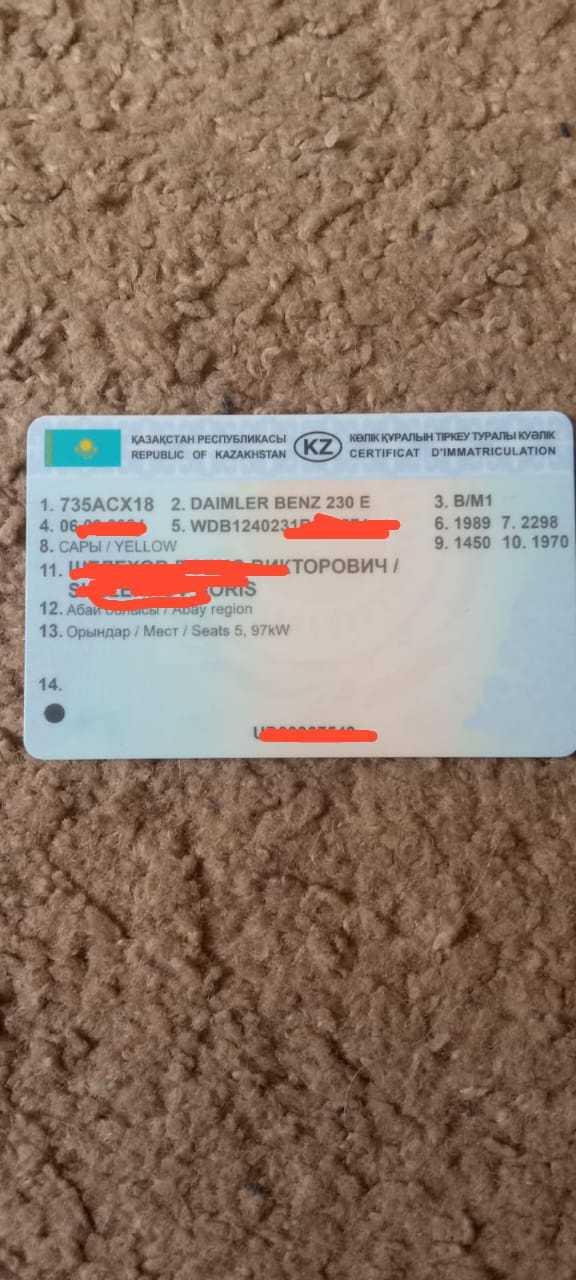 ҚАЗАҚСТАН РЕСПУБЛИКАСЫ
REPUBLIC OF KAZAKHSTAN
KZ
КӨЛІК ҚҰРАЛЫН ТІРКЕУ ТУРАЛЫ КУӘЛІК
CERTIFICAT D'IMMATRICULATION
1. 735ACX18 2. DAIMLER BENZ 230 E 3. B/M1
4. 5. 6. 1989 7. 2298
8. САРЫ / YELLOW 9. 1450 10. 1970
11. ВИКТОРОВИЧ /
12. Абай облысы / Abay region
13. Орындар / Мест / Seats 5, 97kW
14.